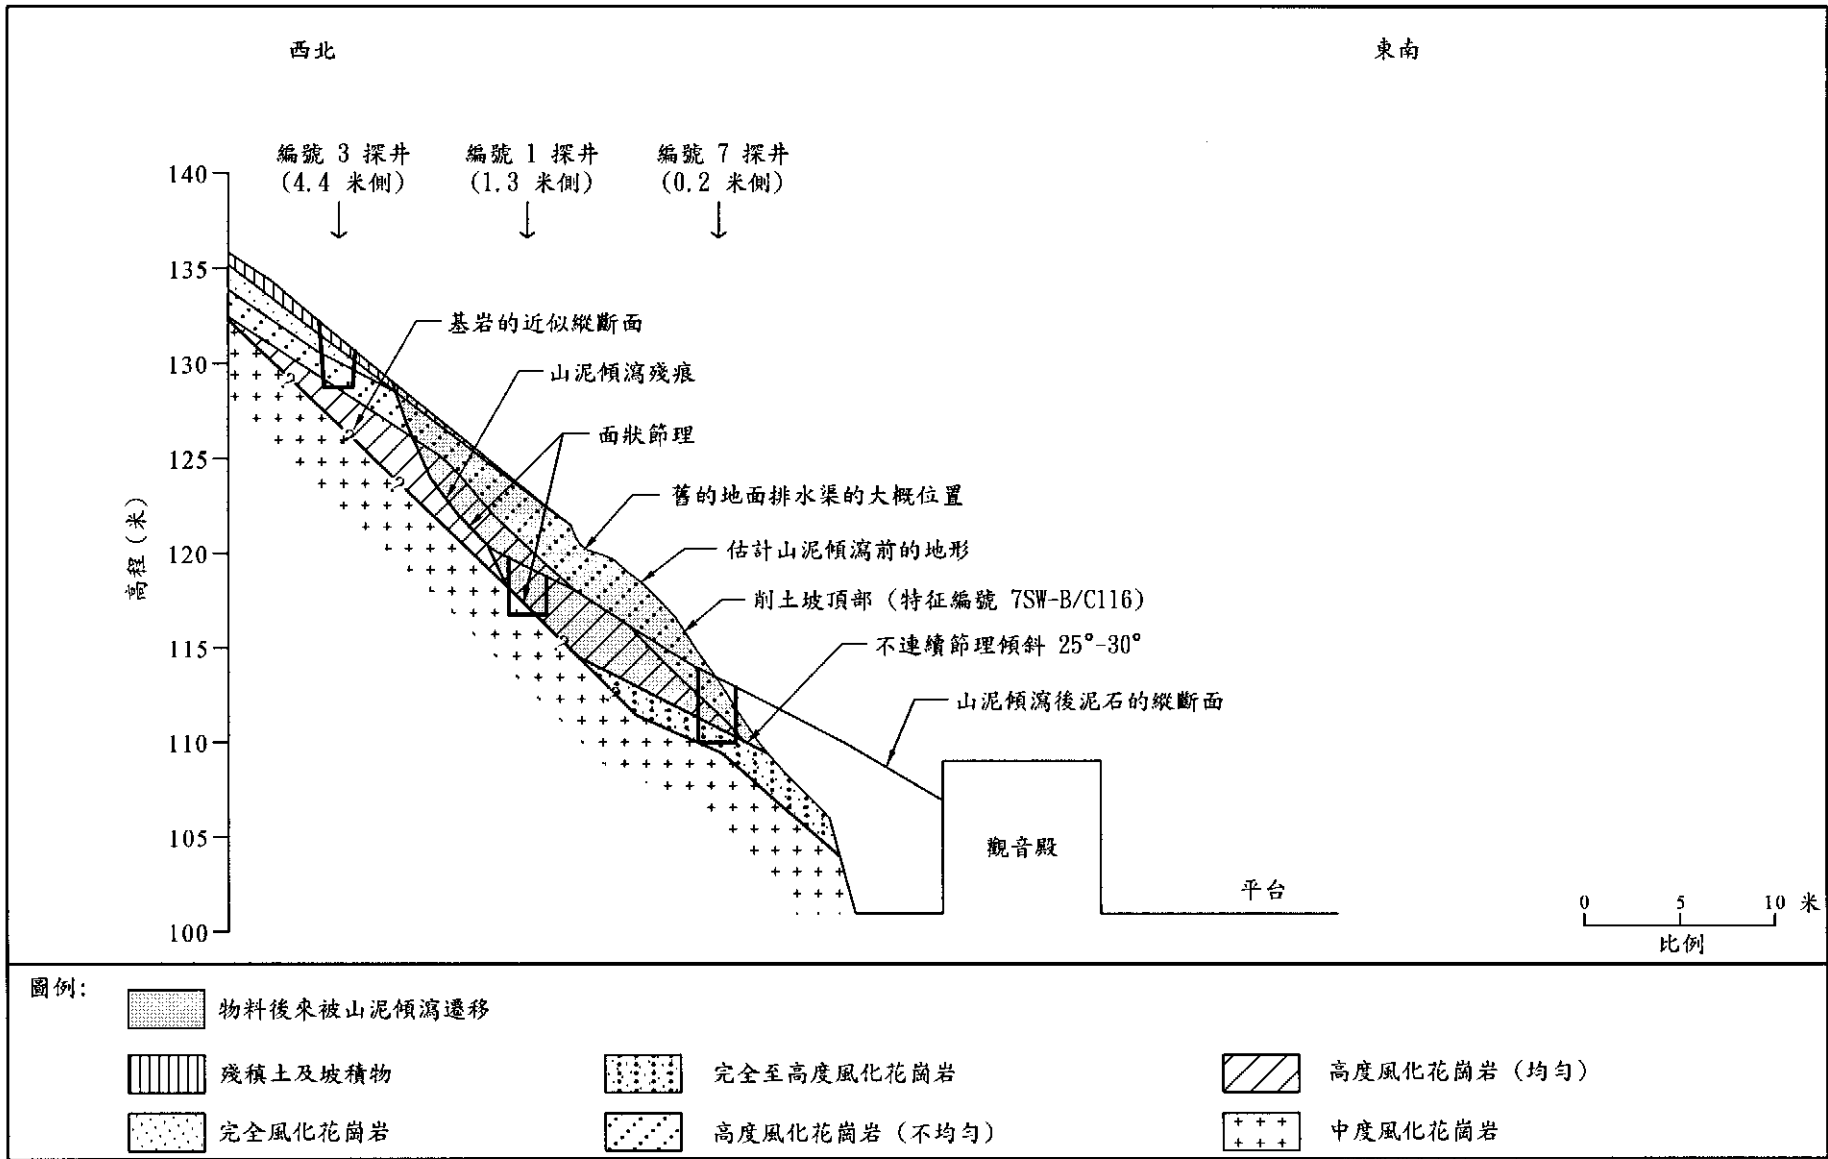 西北
東南
編號 3 探井
(4.4 米側)
編號 1 探井
(1.3 米側)
編號 7 探井
(0.2 米側)
140
135
130
125
120
115
110
105
100
高程(米)
基岩的近似縱斷面
山泥傾瀉殘痕
面狀節理
舊的地面排水渠的大概位置
估計山泥傾瀉前的地形
削土坡頂部 (特征編號 7SW-B/C116)
不連續節理傾斜 25°-30°
山泥傾瀉後泥石的縱斷面
?
?
?
?
?
觀音殿
平台
0 5 10 米
比例
圖例:
物料後來被山泥傾瀉遷移
殘積土及坡積物
完全至高度風化花崗岩
高度風化花崗岩 (均勻)
完全風化花崗岩
高度風化花崗岩 (不均勻)
中度風化花崗岩